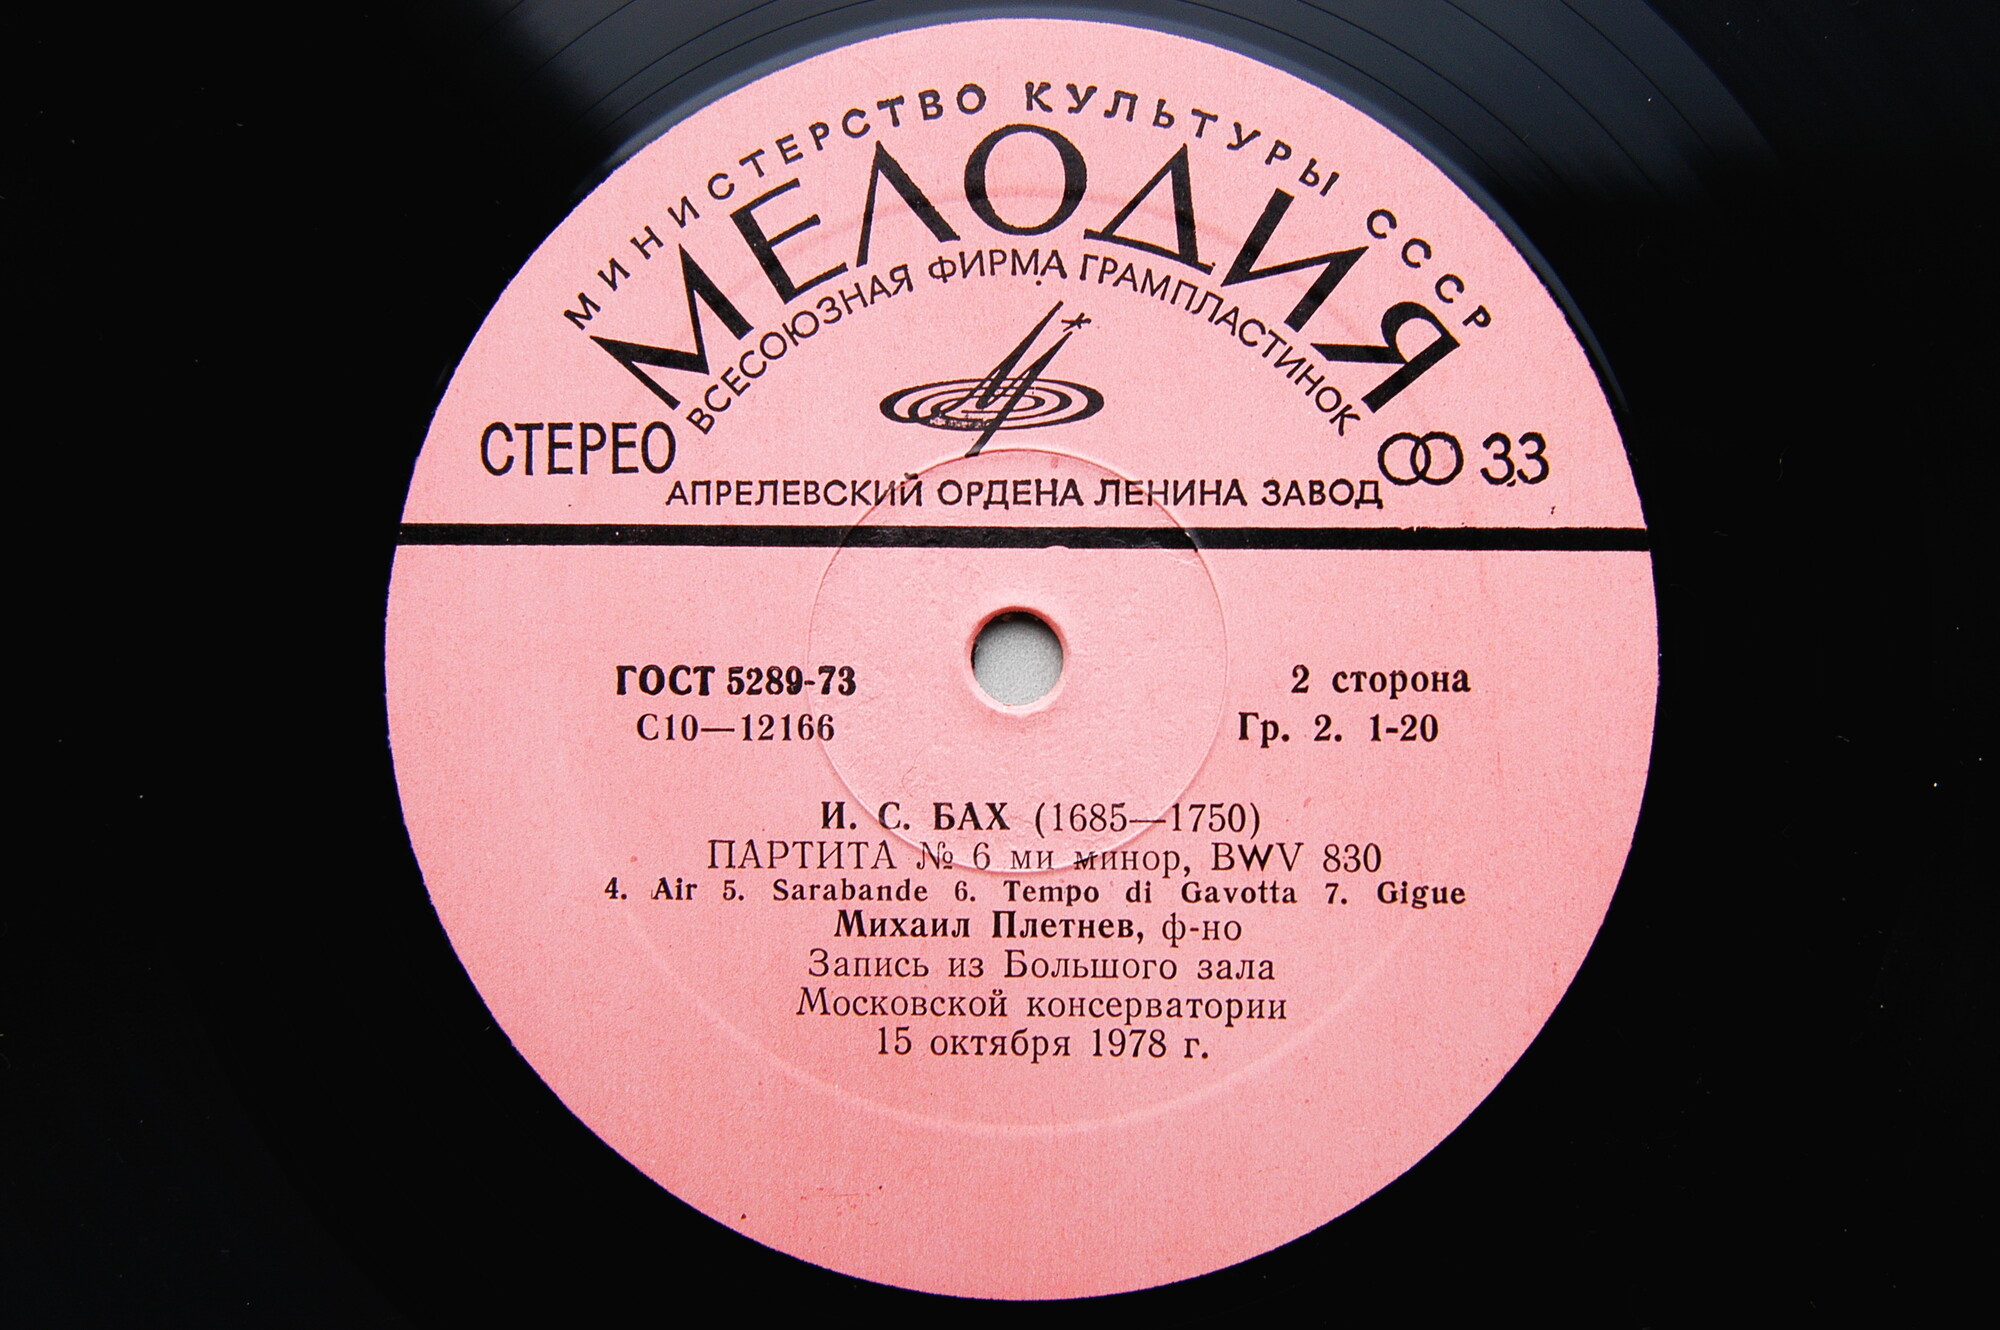 МИНИСТЕРСТВО КУЛЬТУРЫ СССР
МЕЛОДИЯ
ВСЕСОЮЗНАЯ ФИРМА ГРАМПЛАСТИНОК
СТЕРЕО
33
АПРЕЛЕВСКИЙ ОРДЕНА ЛЕНИНА ЗАВОД
ГОСТ 5289-73
2 сторона
С10—12166
Гр. 2. 1-20
И. С. БАХ (1685—1750)
ПАРТИТА № 6 ми минор, BWV 830
4. Air 5. Sarabande 6. Tempo di Gavotta 7. Gigue
Михаил Плетнев, ф-но
Запись из Большого зала
Московской консерватории
15 октября 1978 г.